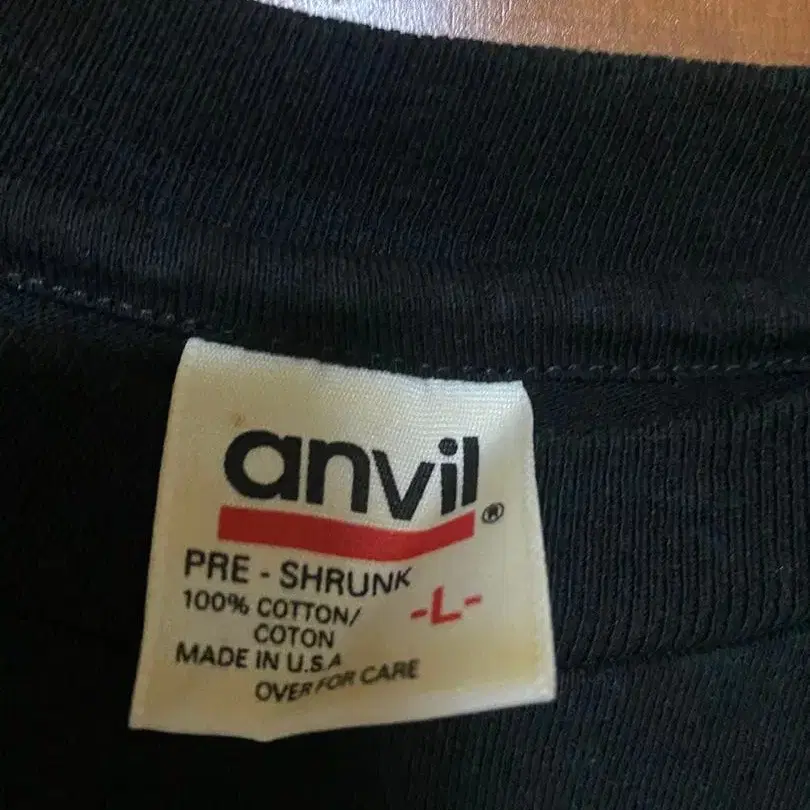 anvil®
PRE - SHRUNK
-L-
100% COTTON/
COTON
MADE IN U.S.A
OVER FOR CARE